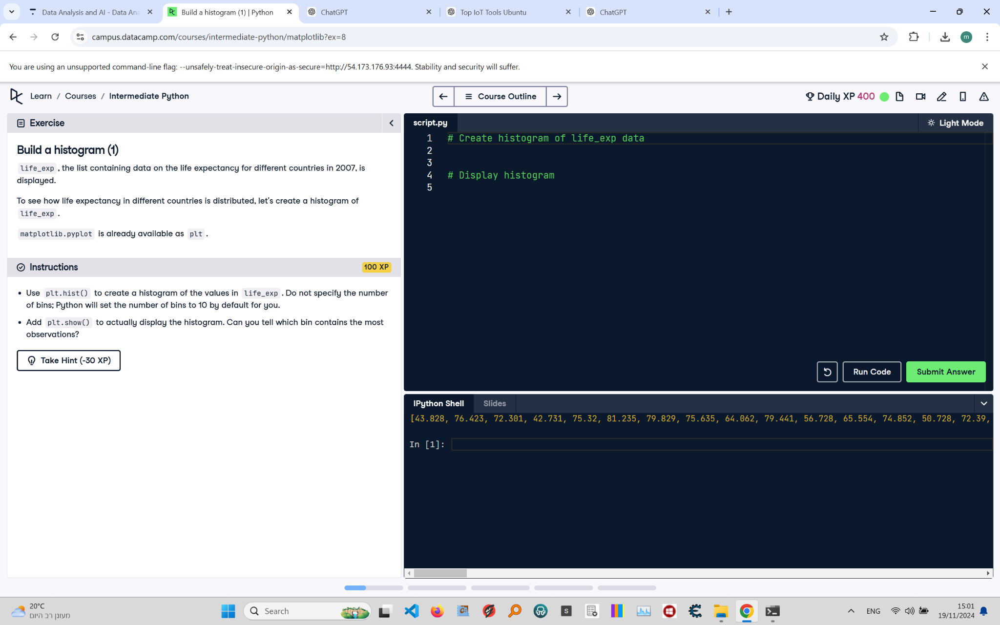 Data Analysis and AI - Data Ana
Build a histogram (1) | Python
ChatGPT
Top IoT Tools Ubuntu
ChatGPT
campus.datacamp.com/courses/intermediate-python/matplotlib?ex=8
m
You are using an unsupported command-line flag: --unsafely-treat-insecure-origin-as-secure=http://54.173.176.93:4444. Stability and security will suffer.
Learn / Courses / Intermediate Python
Course Outline
Daily XP 400
Exercise
Build a histogram (1)
life_exp, the list containing data on the life expectancy for different countries in 2007, is
displayed.
To see how life expectancy in different countries is distributed, let's create a histogram of
life_exp.
matplotlib.pyplot is already available as plt.
Instructions
100 XP
• Use plt.hist() to create a histogram of the values in life_exp. Do not specify the number
of bins; Python will set the number of bins to 10 by default for you.
• Add plt.show() to actually display the histogram. Can you tell which bin contains the most
observations?
Take Hint (-30 XP)
script.py
Light Mode
1 # Create histogram of life_exp data
2
3
4 # Display histogram
5
Run Code
Submit Answer
IPython Shell
Slides
[43.828, 76.423, 72.301, 42.731, 75.32, 81.235, 79.829, 75.635, 64.062, 79.441, 56.728, 65.554, 74.852, 50.728, 72.39,
In [1]:
20°C
מעונן רב היום
Search
S
ENG
15:01
19/11/2024